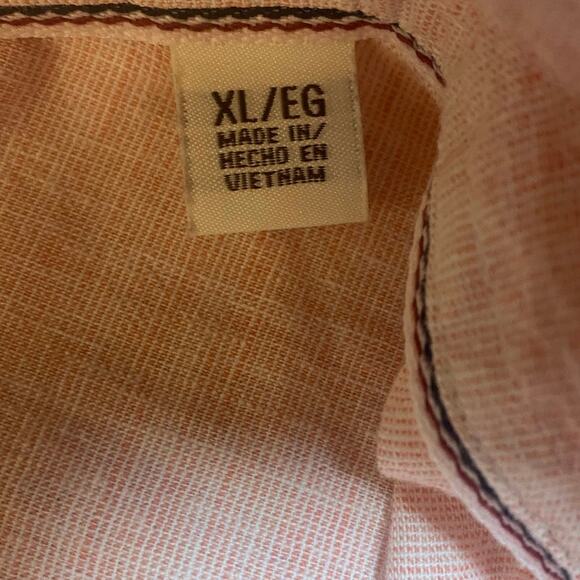 XL/EG
MADE IN/
HECHO EN
VIETNAM